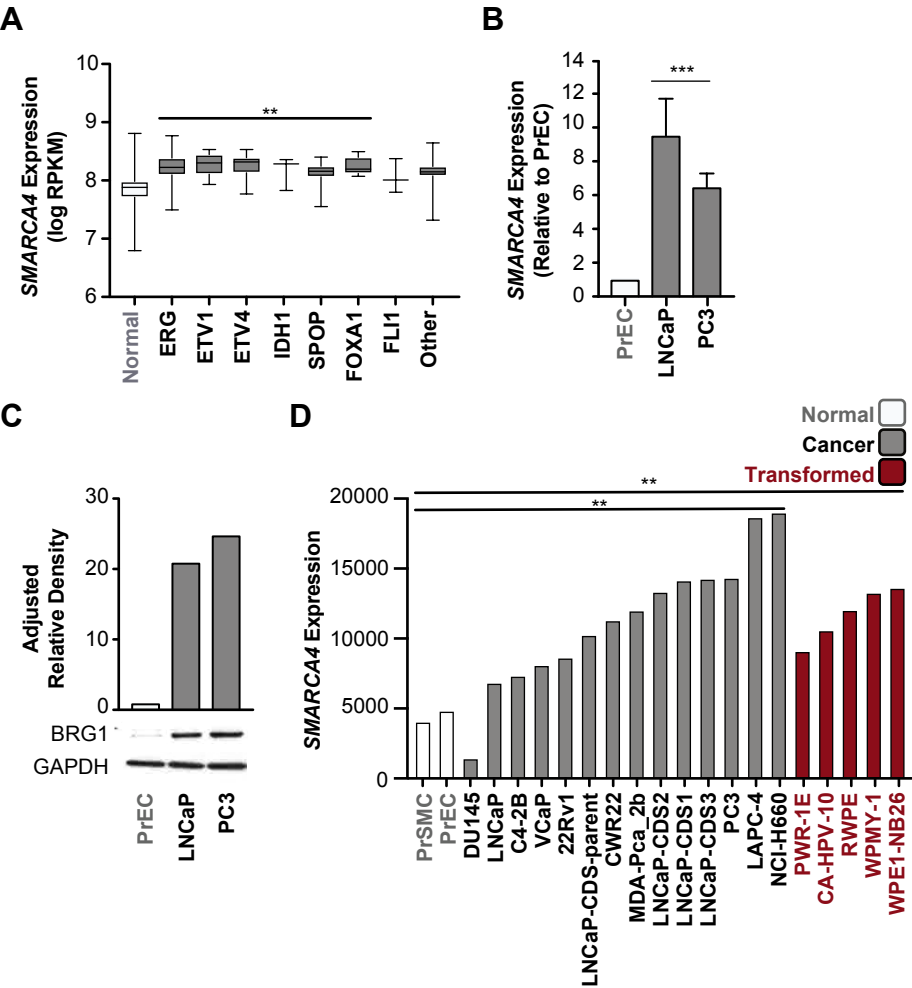 A
SMARCA4 Expression
(log RPKM)
10
9
8
7
6
**
Normal
ERG
ETV1
ETV4
IDH1
SPOP
FOXA1
FLI1
Other
B
SMARCA4 Expression
(Relative to PrEC)
14
12
10
8
6
4
2
0
***
PrEC
LNCaP
PC3
C
Adjusted
Relative Density
30
20
10
0
BRG1
GAPDH
PrEC
LNCaP
PC3
D
Normal
Cancer
Transformed
SMARCA4 Expression
20000
15000
10000
5000
0
**
**
PrSMC
PrEC
DU145
LNCaP
C4-2B
VCaP
22Rv1
LNCaP-CDS-parent
CWR22
MDA-Pca_2b
LNCaP-CDS2
LNCaP-CDS1
LNCaP-CDS3
PC3
LAPC-4
NCI-H660
PWR-1E
CA-HPV-10
RWPE
WPMY-1
WPE1-NB26